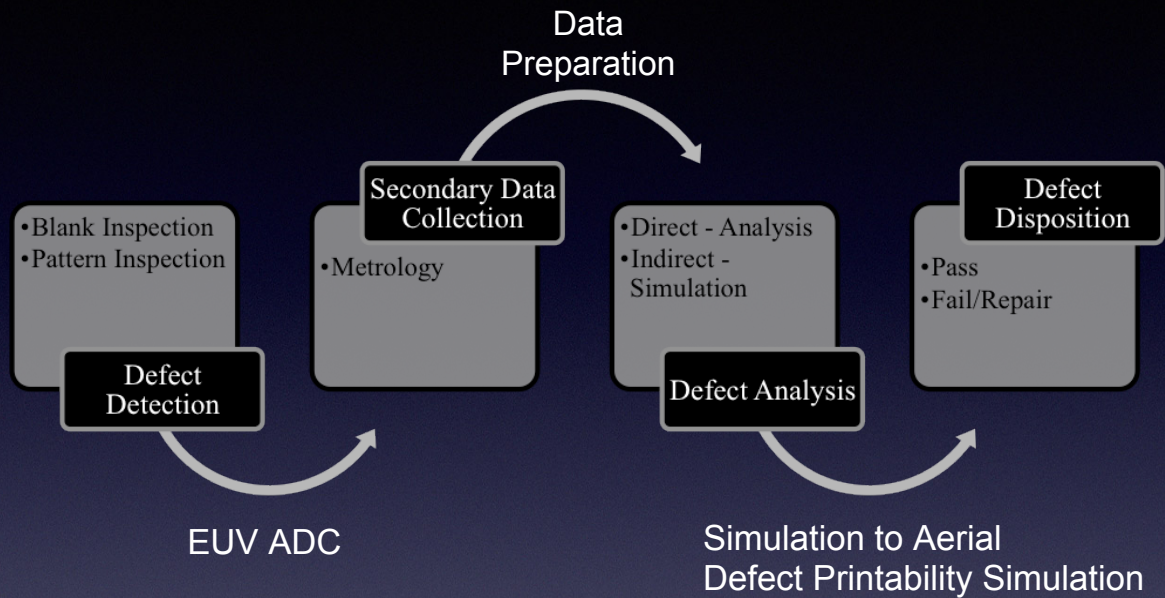 Data
Preparation
•Blank Inspection
•Pattern Inspection
Defect
Detection
EUV ADC
Secondary Data
Collection
•Metrology
•Direct - Analysis
•Indirect -
Simulation
Defect Analysis
Simulation to Aerial
Defect Printability Simulation
Defect
Disposition
•Pass
•Fail/Repair